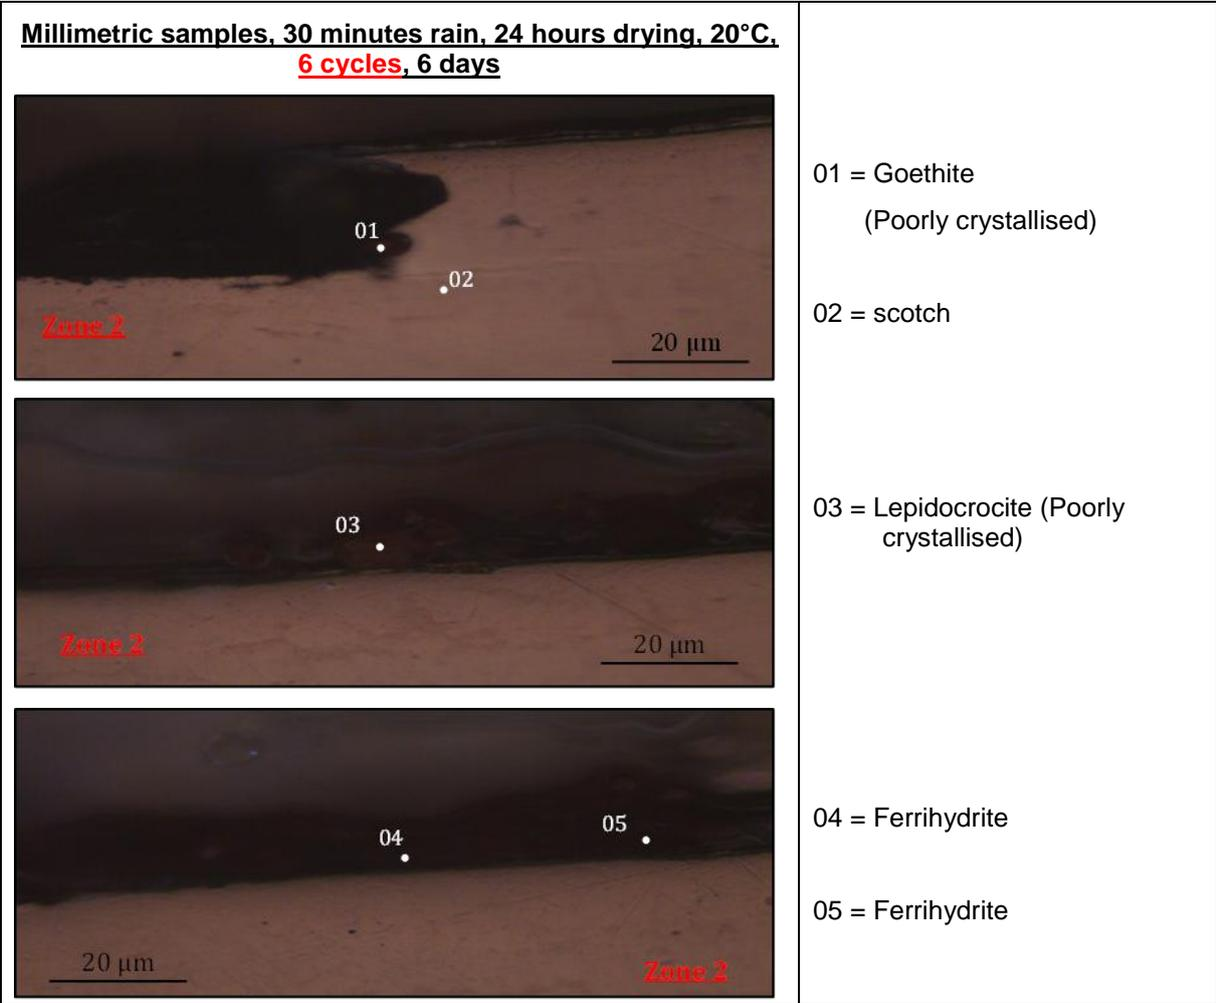 Millimetric samples, 30 minutes rain, 24 hours drying, 20°C,
6 cycles, 6 days
01
02
Zone 2
20 μm
01 = Goethite
(Poorly crystallised)
02 = scotch
03
Zone 2
20 μm
03 = Lepidocrocite (Poorly
crystallised)
04
05
20 μm
Zone 2
04 = Ferrihydrite
05 = Ferrihydrite